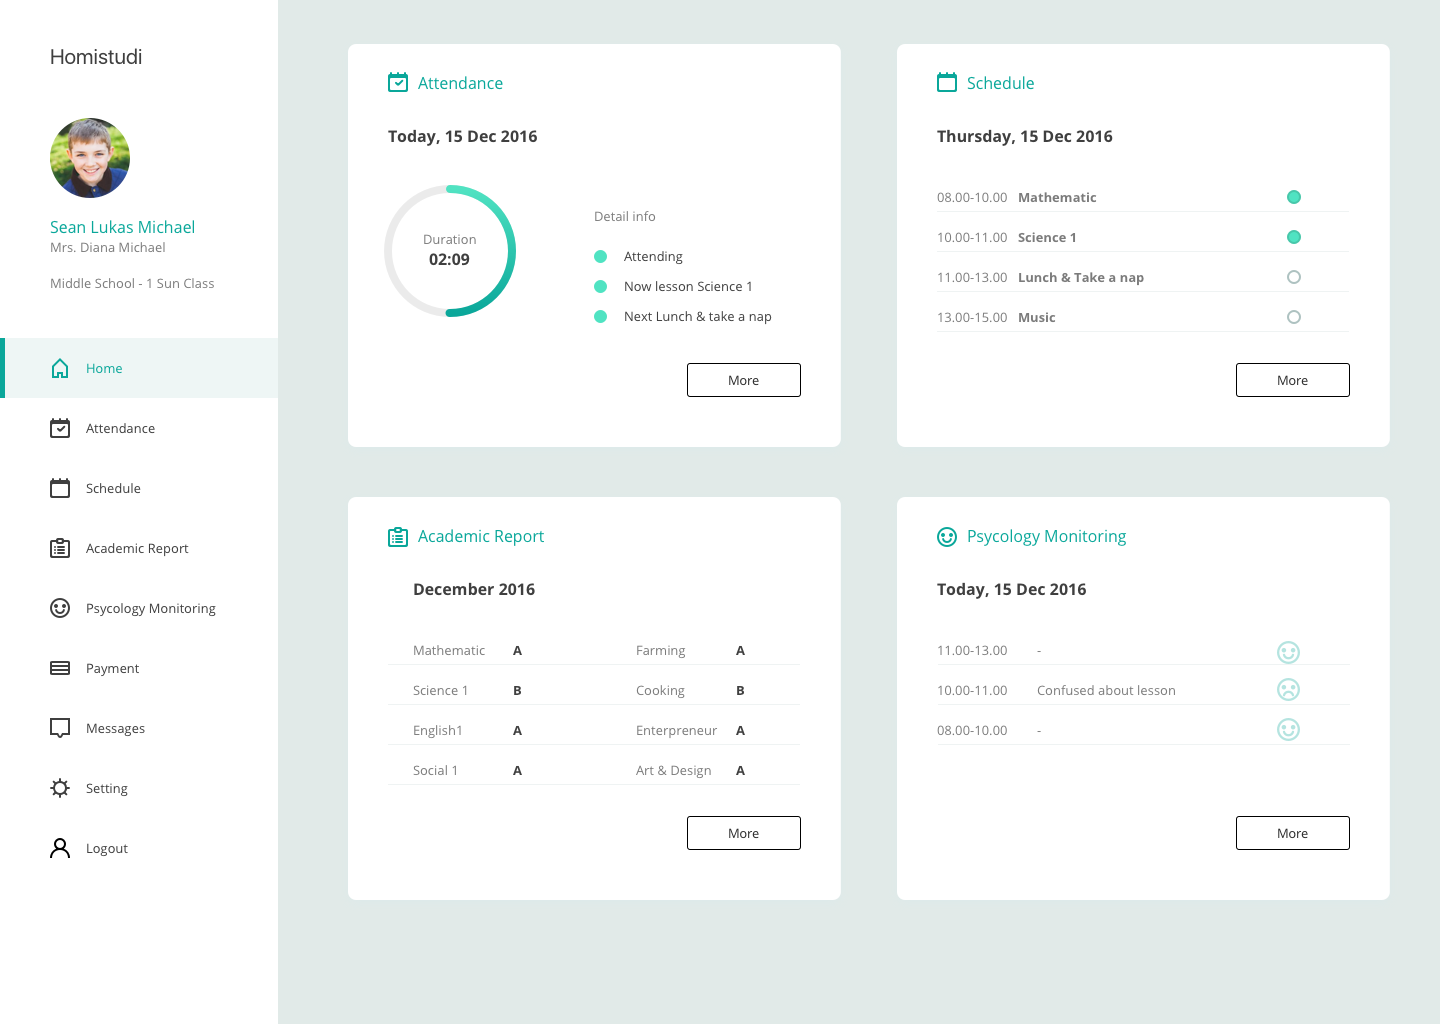 Homistudi
Sean Lukas Michael
Mrs. Diana Michael
Middle School - 1 Sun Class
Home
Attendance
Schedule
Academic Report
Psycology Monitoring
Payment
Messages
Setting
Logout
Attendance
Today, 15 Dec 2016
Duration
02:09
Detail info
Attending
Now lesson Science 1
Next Lunch & take a nap
More
Schedule
Thursday, 15 Dec 2016
08.00-10.00 Mathematic
10.00-11.00 Science 1
11.00-13.00 Lunch & Take a nap
13.00-15.00 Music
More
Academic Report
December 2016
Mathematic A Farming A
Science 1 B Cooking B
English1 A Enterpreneur A
Social 1 A Art & Design A
More
Psycology Monitoring
Today, 15 Dec 2016
11.00-13.00 -
10.00-11.00 Confused about lesson
08.00-10.00 -
More